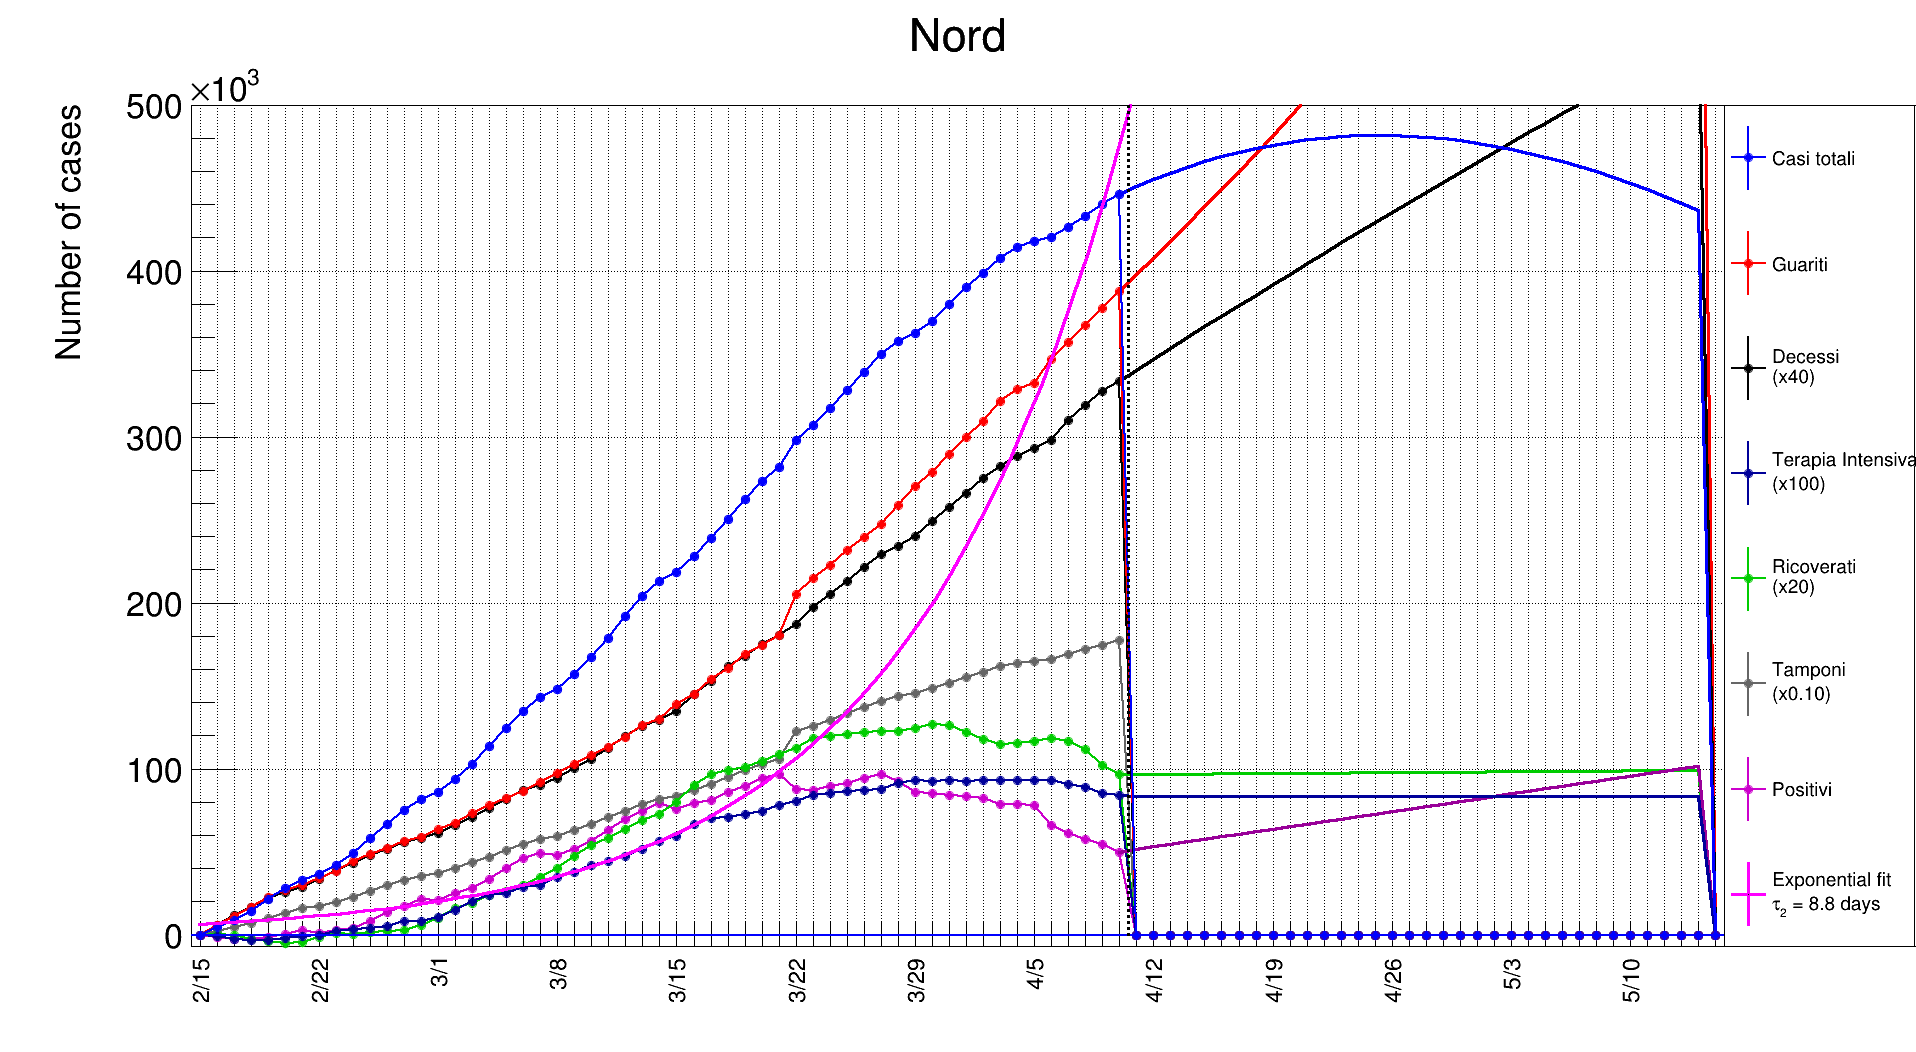 Nord
×10³
Number of cases
500
400
300
200
100
0
2/15
2/22
3/1
3/8
3/15
3/22
3/29
4/5
4/12
4/19
4/26
5/3
5/10
Casi totali
Guariti
Decessi
(x40)
Terapia Intensiva
(x100)
Ricoverati
(x20)
Tamponi
(x0.10)
Positivi
Exponential fit
τ₂ = 8.8 days